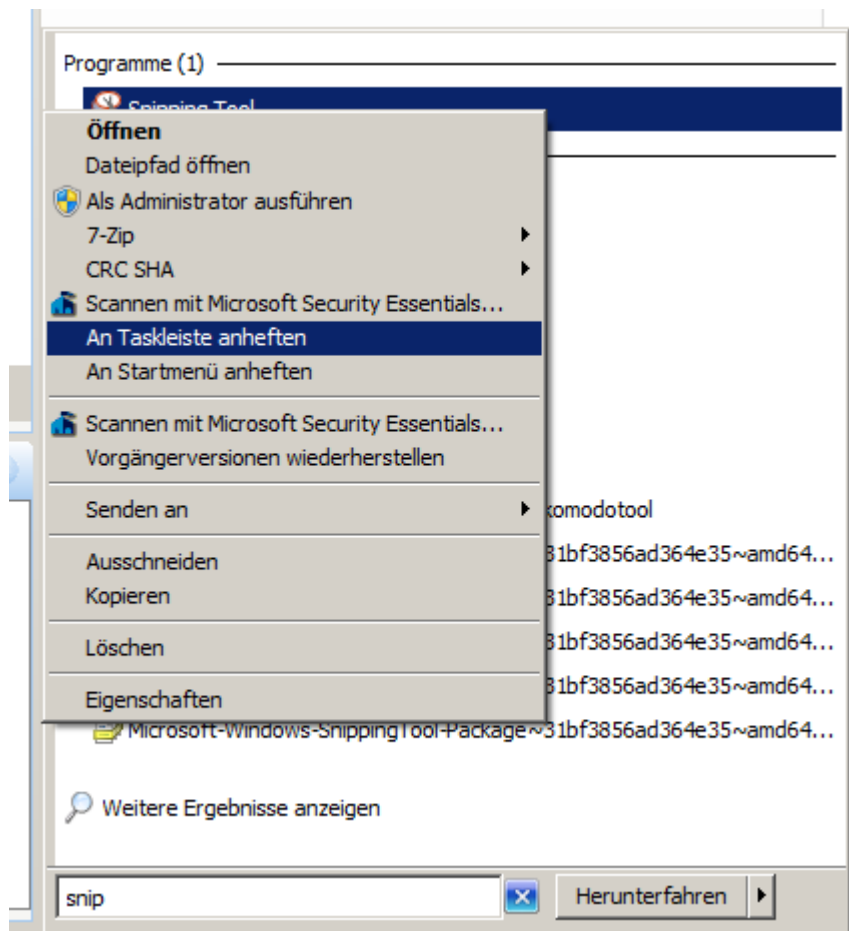 Programme (1)
Snipping Tool
Öffnen
Dateipfad öffnen
Als Administrator ausführen
7-Zip
CRC SHA
Scannen mit Microsoft Security Essentials...
An Taskleiste anheften
An Startmenü anheften
Scannen mit Microsoft Security Essentials...
Vorgängerversionen wiederherstellen
Senden an
komodotool
Ausschneiden
31bf3856ad364e35~amd64...
Kopieren
31bf3856ad364e35~amd64...
Löschen
31bf3856ad364e35~amd64...
Eigenschaften
31bf3856ad364e35~amd64...
Microsoft-Windows-SnippingTool-Package~31bf3856ad364e35~amd64...
Weitere Ergebnisse anzeigen
snip
Herunterfahren